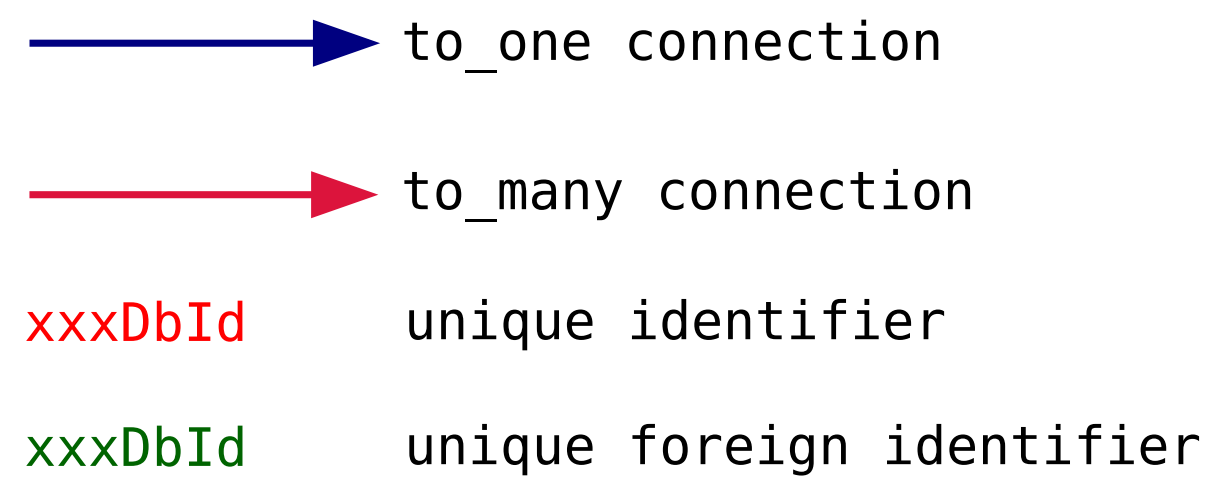 to_one connection
to_many connection
xxxDbId unique identifier
xxxDbId unique foreign identifier